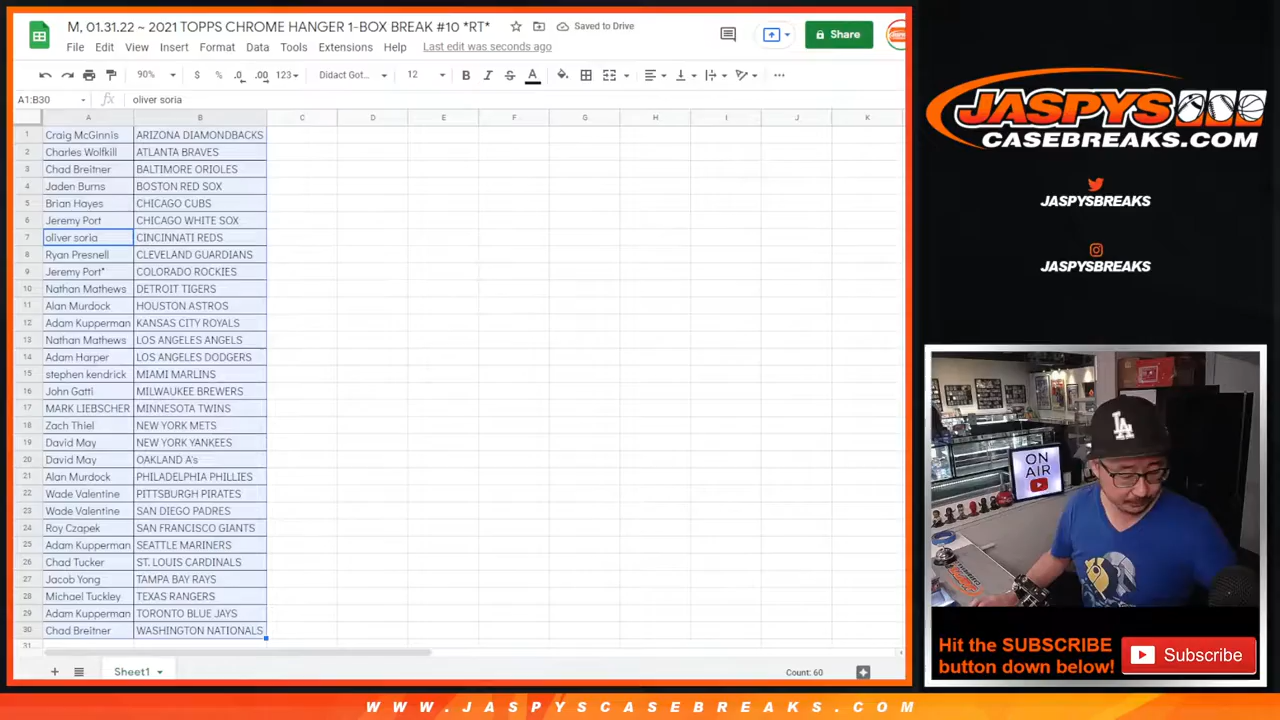 M, 01.31.22 ~ 2021 TOPPS CHROME HANGER 1-BOX BREAK #10 *RT*
Saved to Drive
Share
File Edit View Insert Format Data Tools Extensions Help Last edit was seconds ago
90% $ % .0 .00 123 Didact Got... 12 B I S A
A1:B30 fx oliver soria
A B C D E F G H I J K
1 Craig McGinnis ARIZONA DIAMONDBACKS
2 Charles Wolfkill ATLANTA BRAVES
3 Chad Breitner BALTIMORE ORIOLES
4 Jaden Burns BOSTON RED SOX
5 Brian Hayes CHICAGO CUBS
6 Jeremy Port CHICAGO WHITE SOX
7 oliver soria CINCINNATI REDS
8 Ryan Presnell CLEVELAND GUARDIANS
9 Jeremy Port* COLORADO ROCKIES
10 Nathan Mathews DETROIT TIGERS
11 Alan Murdock HOUSTON ASTROS
12 Adam Kupperman KANSAS CITY ROYALS
13 Nathan Mathews LOS ANGELES ANGELS
14 Adam Harper LOS ANGELES DODGERS
15 stephen kendrick MIAMI MARLINS
16 John Gatti MILWAUKEE BREWERS
17 MARK LIEBSCHER MINNESOTA TWINS
18 Zach Thiel NEW YORK METS
19 David May NEW YORK YANKEES
20 David May OAKLAND A's
21 Alan Murdock PHILADELPHIA PHILLIES
22 Wade Valentine PITTSBURGH PIRATES
23 Wade Valentine SAN DIEGO PADRES
24 Roy Czapek SAN FRANCISCO GIANTS
25 Adam Kupperman SEATTLE MARINERS
26 Chad Tucker ST. LOUIS CARDINALS
27 Jacob Yong TAMPA BAY RAYS
28 Michael Tuckley TEXAS RANGERS
29 Adam Kupperman TORONTO BLUE JAYS
30 Chad Breitner WASHINGTON NATIONALS
31
Sheet1
Count: 60
JASPYS
CASEBREAKS.COM
JASPYSBREAKS
JASPYSBREAKS
LA
ON
AIR
Hit the SUBSCRIBE
button down below!
Subscribe
WWW.JASPYSCASEBREAKS.COM